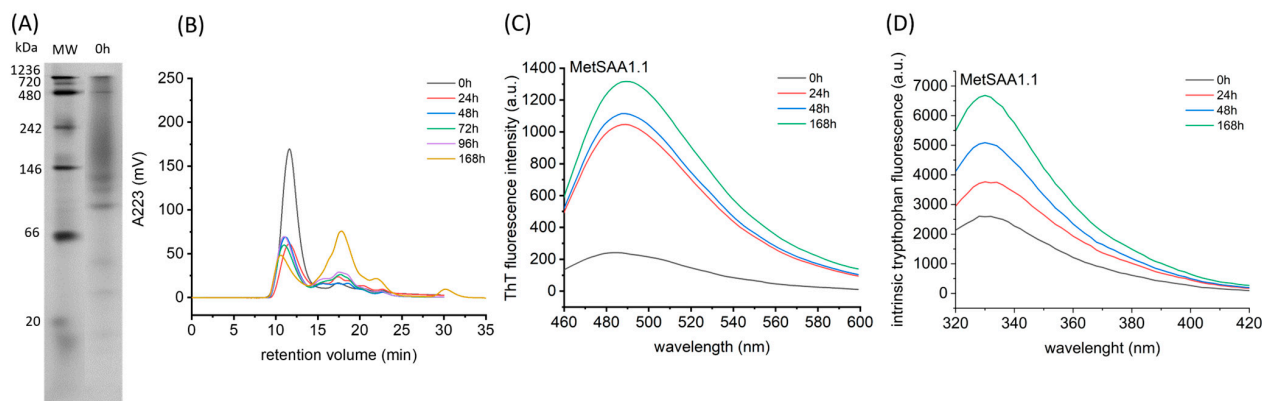 (A)
kDa MW 0h
1236
720
480
242
146
66
20
(B)
A223 (mV)
250
200
150
100
50
0
0 5 10 15 20 25 30 35
retention volume (min)
0h
24h
48h
72h
96h
168h
(C)
ThT fluorescence intensity (a.u.)
MetSAA1.1
1400
1200
1000
800
600
400
200
0
460 480 500 520 540 560 580 600
wavelength (nm)
0h
24h
48h
168h
(D)
intrinsic trypthophan fluorescence (a.u.)
MetSAA1.1
7000
6000
5000
4000
3000
2000
1000
0
320 340 360 380 400 420
wavelenght (nm)
0h
24h
48h
168h